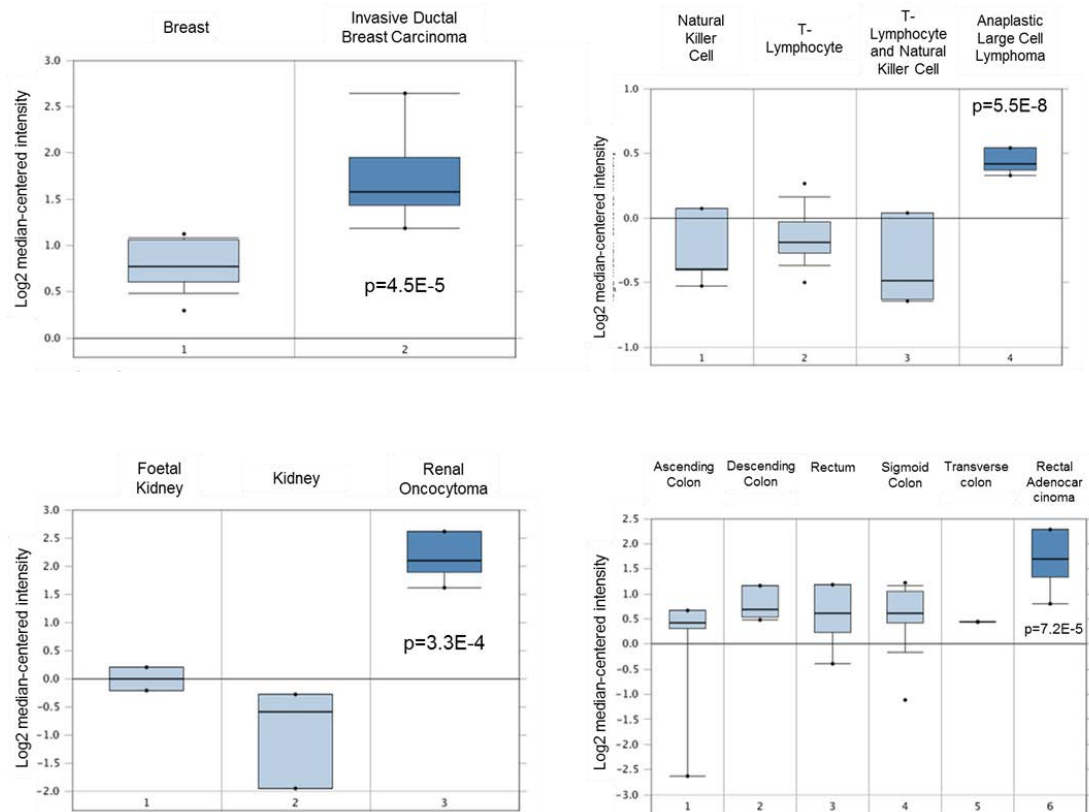 Breast
Invasive Ductal
Breast Carcinoma
Log2 median-centered intensity
3.0
2.5
2.0
1.5
1.0
0.5
0.0
p=4.5E-5
1 2
Natural
Killer
Cell
T-
Lymphocyte
T-
Lymphocyte
and Natural
Killer Cell
Anaplastic
Large Cell
Lymphoma
Log2 median-centered intensity
1.0
0.5
0.0
-0.5
-1.0
p=5.5E-8
1 2 3 4
Foetal
Kidney
Kidney
Renal
Oncocytoma
Log2 median-centered intensity
3.0
2.5
2.0
1.5
1.0
0.5
0.0
-0.5
-1.0
-1.5
-2.0
p=3.3E-4
1 2 3
Ascending
Colon
Descending
Colon
Rectum
Sigmoid
Colon
Transverse
colon
Rectal
Adenocar
cinoma
Log2 median-centered intensity
2.5
2.0
1.5
1.0
0.5
0.0
-0.5
-1.0
-1.5
-2.0
-2.5
-3.0
p=7.2E-5
1 2 3 4 5 6